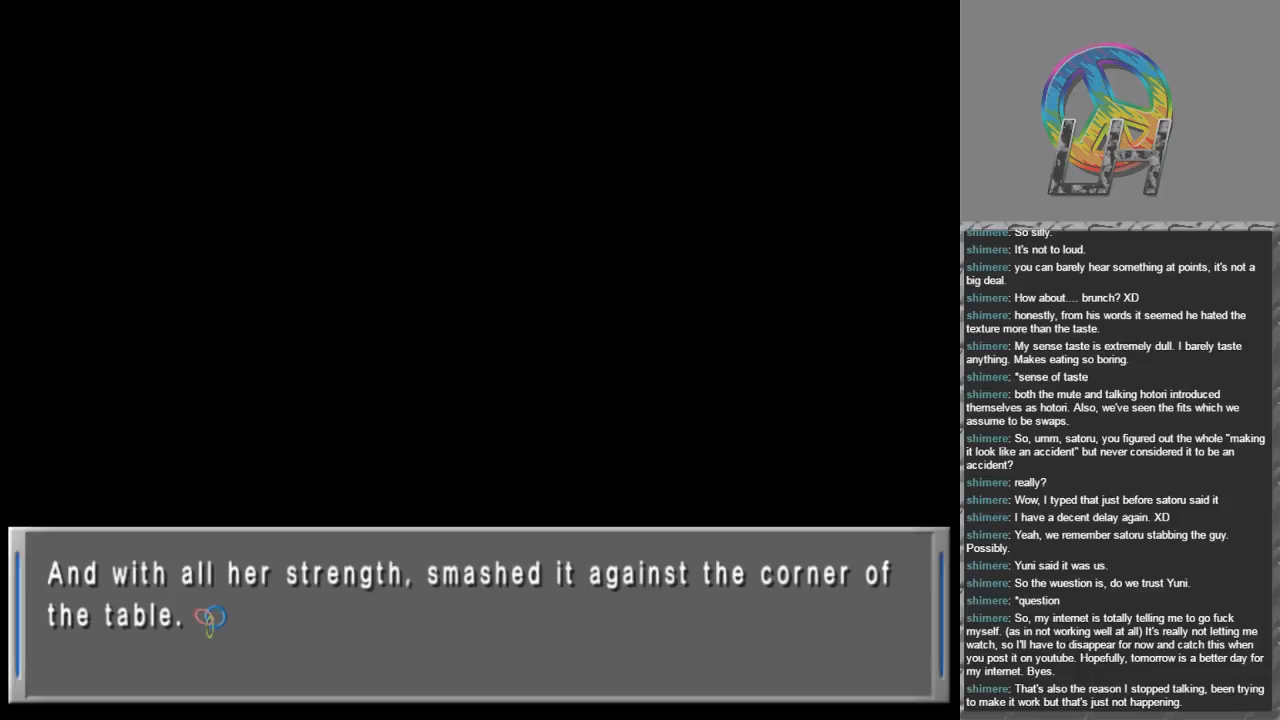 LH
shimere: So silly.
shimere: It's not to loud.
shimere: you can barely hear something at points, it's not a
big deal.
shimere: How about.... brunch? XD
shimere: honestly, from his words it seemed he hated the
texture more than the taste.
shimere: My sense taste is extremely dull. I barely taste
anything. Makes eating so boring.
shimere: *sense of taste
shimere: both the mute and talking hotori introduced
themselves as hotori. Also, we've seen the fits which we
assume to be swaps.
shimere: So, umm, satoru, you figured out the whole "making
it look like an accident" but never considered it to be an
accident?
shimere: really?
shimere: Wow, I typed that just before satoru said it
shimere: I have a decent delay again. XD
shimere: Yeah, we remember satoru stabbing the guy.
Possibly.
shimere: Yuni said it was us.
shimere: So the wuestion is, do we trust Yuni.
shimere: *question
shimere: So, my internet is totally telling me to go fuck
myself. (as in not working well at all) It's really not letting me
watch, so I'll have to disappear for now and catch this when
you post it on youtube. Hopefully, tomorrow is a better day for
my internet. Byes.
shimere: That's also the reason I stopped talking, been trying
to make it work but that's just not happening.
And with all her strength, smashed it against the corner of
the table.